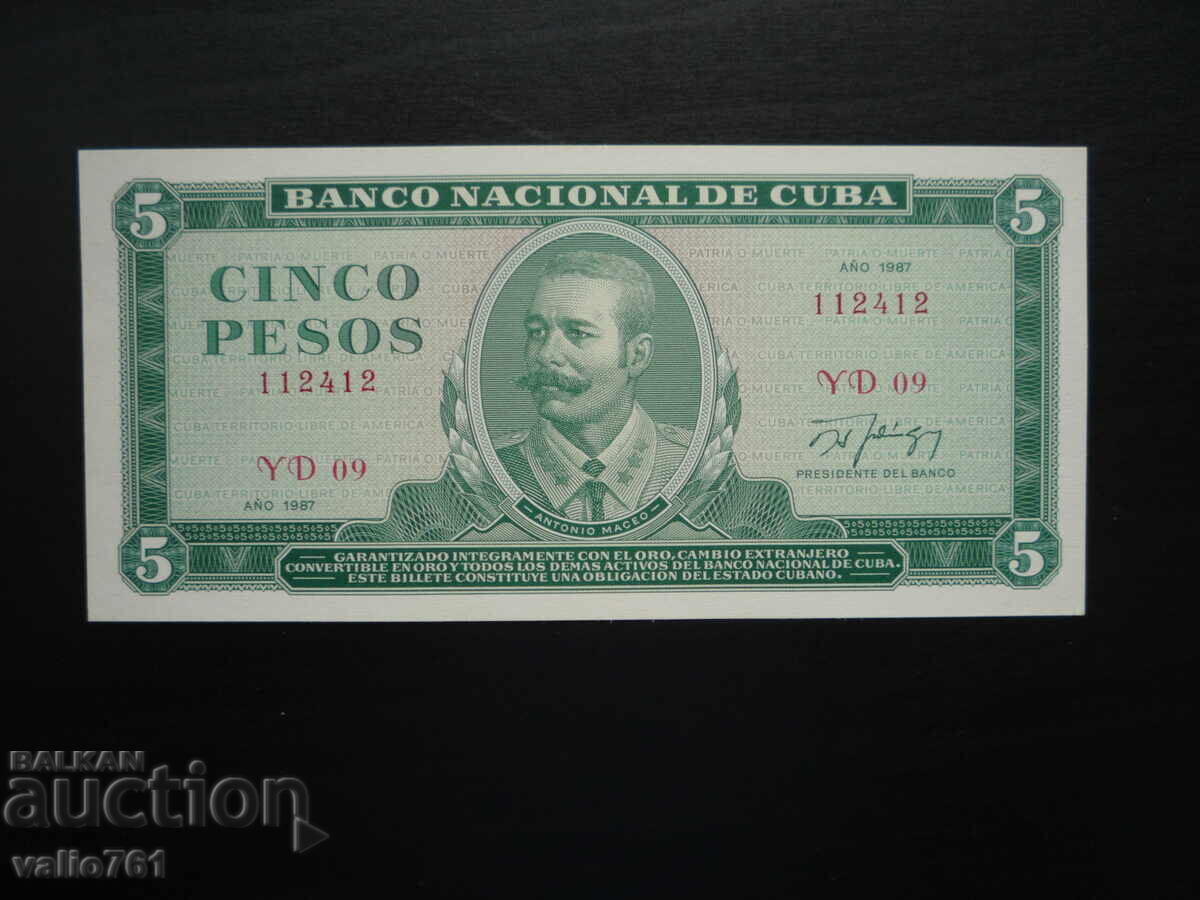 BANCO NACIONAL DE CUBA
5
5
CINCO
PESOS
112412
YD 09
AÑO 1987
AÑO 1987
112412
YD 09
PRESIDENTE DEL BANCO
PATRIA O MUERTE
CUBA TERRITORIO LIBRE DE AMERICA
ANTONIO MACEO
5
5
GARANTIZADO INTEGRAMENTE CON EL ORO, CAMBIO EXTRANJERO
CONVERTIBLE EN ORO Y TODOS LOS DEMAS ACTIVOS DEL BANCO NACIONAL DE CUBA.
ESTE BILLETE CONSTITUYE UNA OBLIGACION DEL ESTADO CUBANO.
BALKAN
auction
valio761